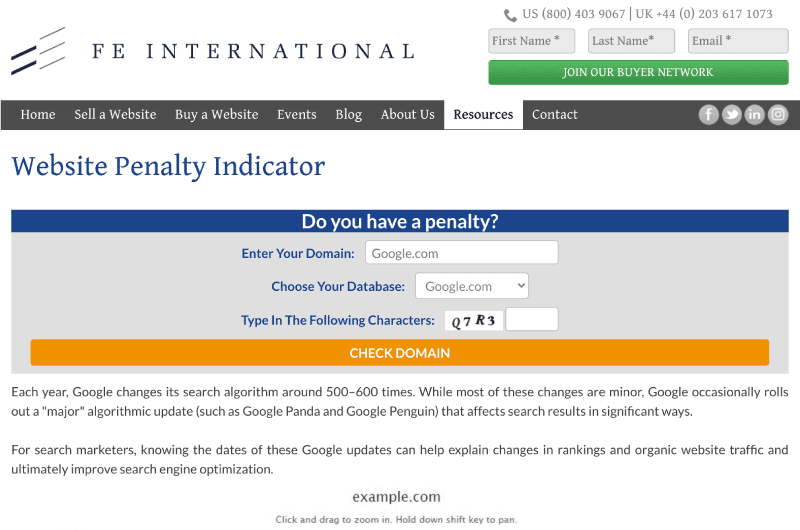 US (800) 403 9067 | UK +44 (0) 203 617 1073
FE INTERNATIONAL
First Name * Last Name* Email *
JOIN OUR BUYER NETWORK
Home Sell a Website Buy a Website Events Blog About Us Resources Contact
Website Penalty Indicator
Do you have a penalty?
Enter Your Domain: Google.com
Choose Your Database: Google.com
Type In The Following Characters: Q7R3
CHECK DOMAIN
Each year, Google changes its search algorithm around 500–600 times. While most of these changes are minor, Google occasionally rolls
out a "major" algorithmic update (such as Google Panda and Google Penguin) that affects search results in significant ways.
For search marketers, knowing the dates of these Google updates can help explain changes in rankings and organic website traffic and
ultimately improve search engine optimization.
example.com
Click and drag to zoom in. Hold down shift key to pan.